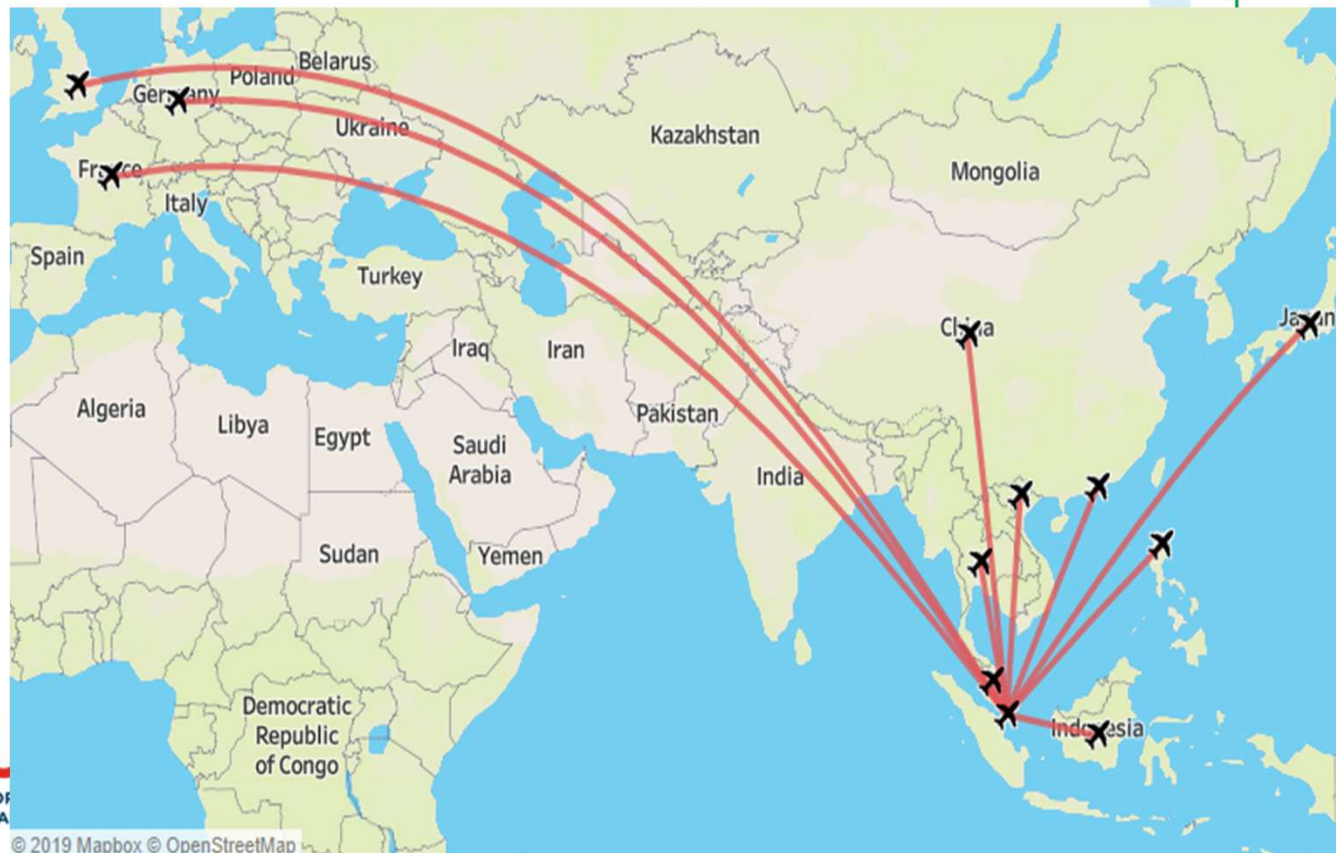 Belarus
Poland
Germany
Ukraine
Kazakhstan
Mongolia
France
Italy
Spain
Turkey
China
Japan
Iraq
Iran
Algeria
Libya
Egypt
Pakistan
Saudi
Arabia
India
Sudan
Yemen
Democratic
Republic
of Congo
Indonesia
© 2019 Mapbox © OpenStreetMap